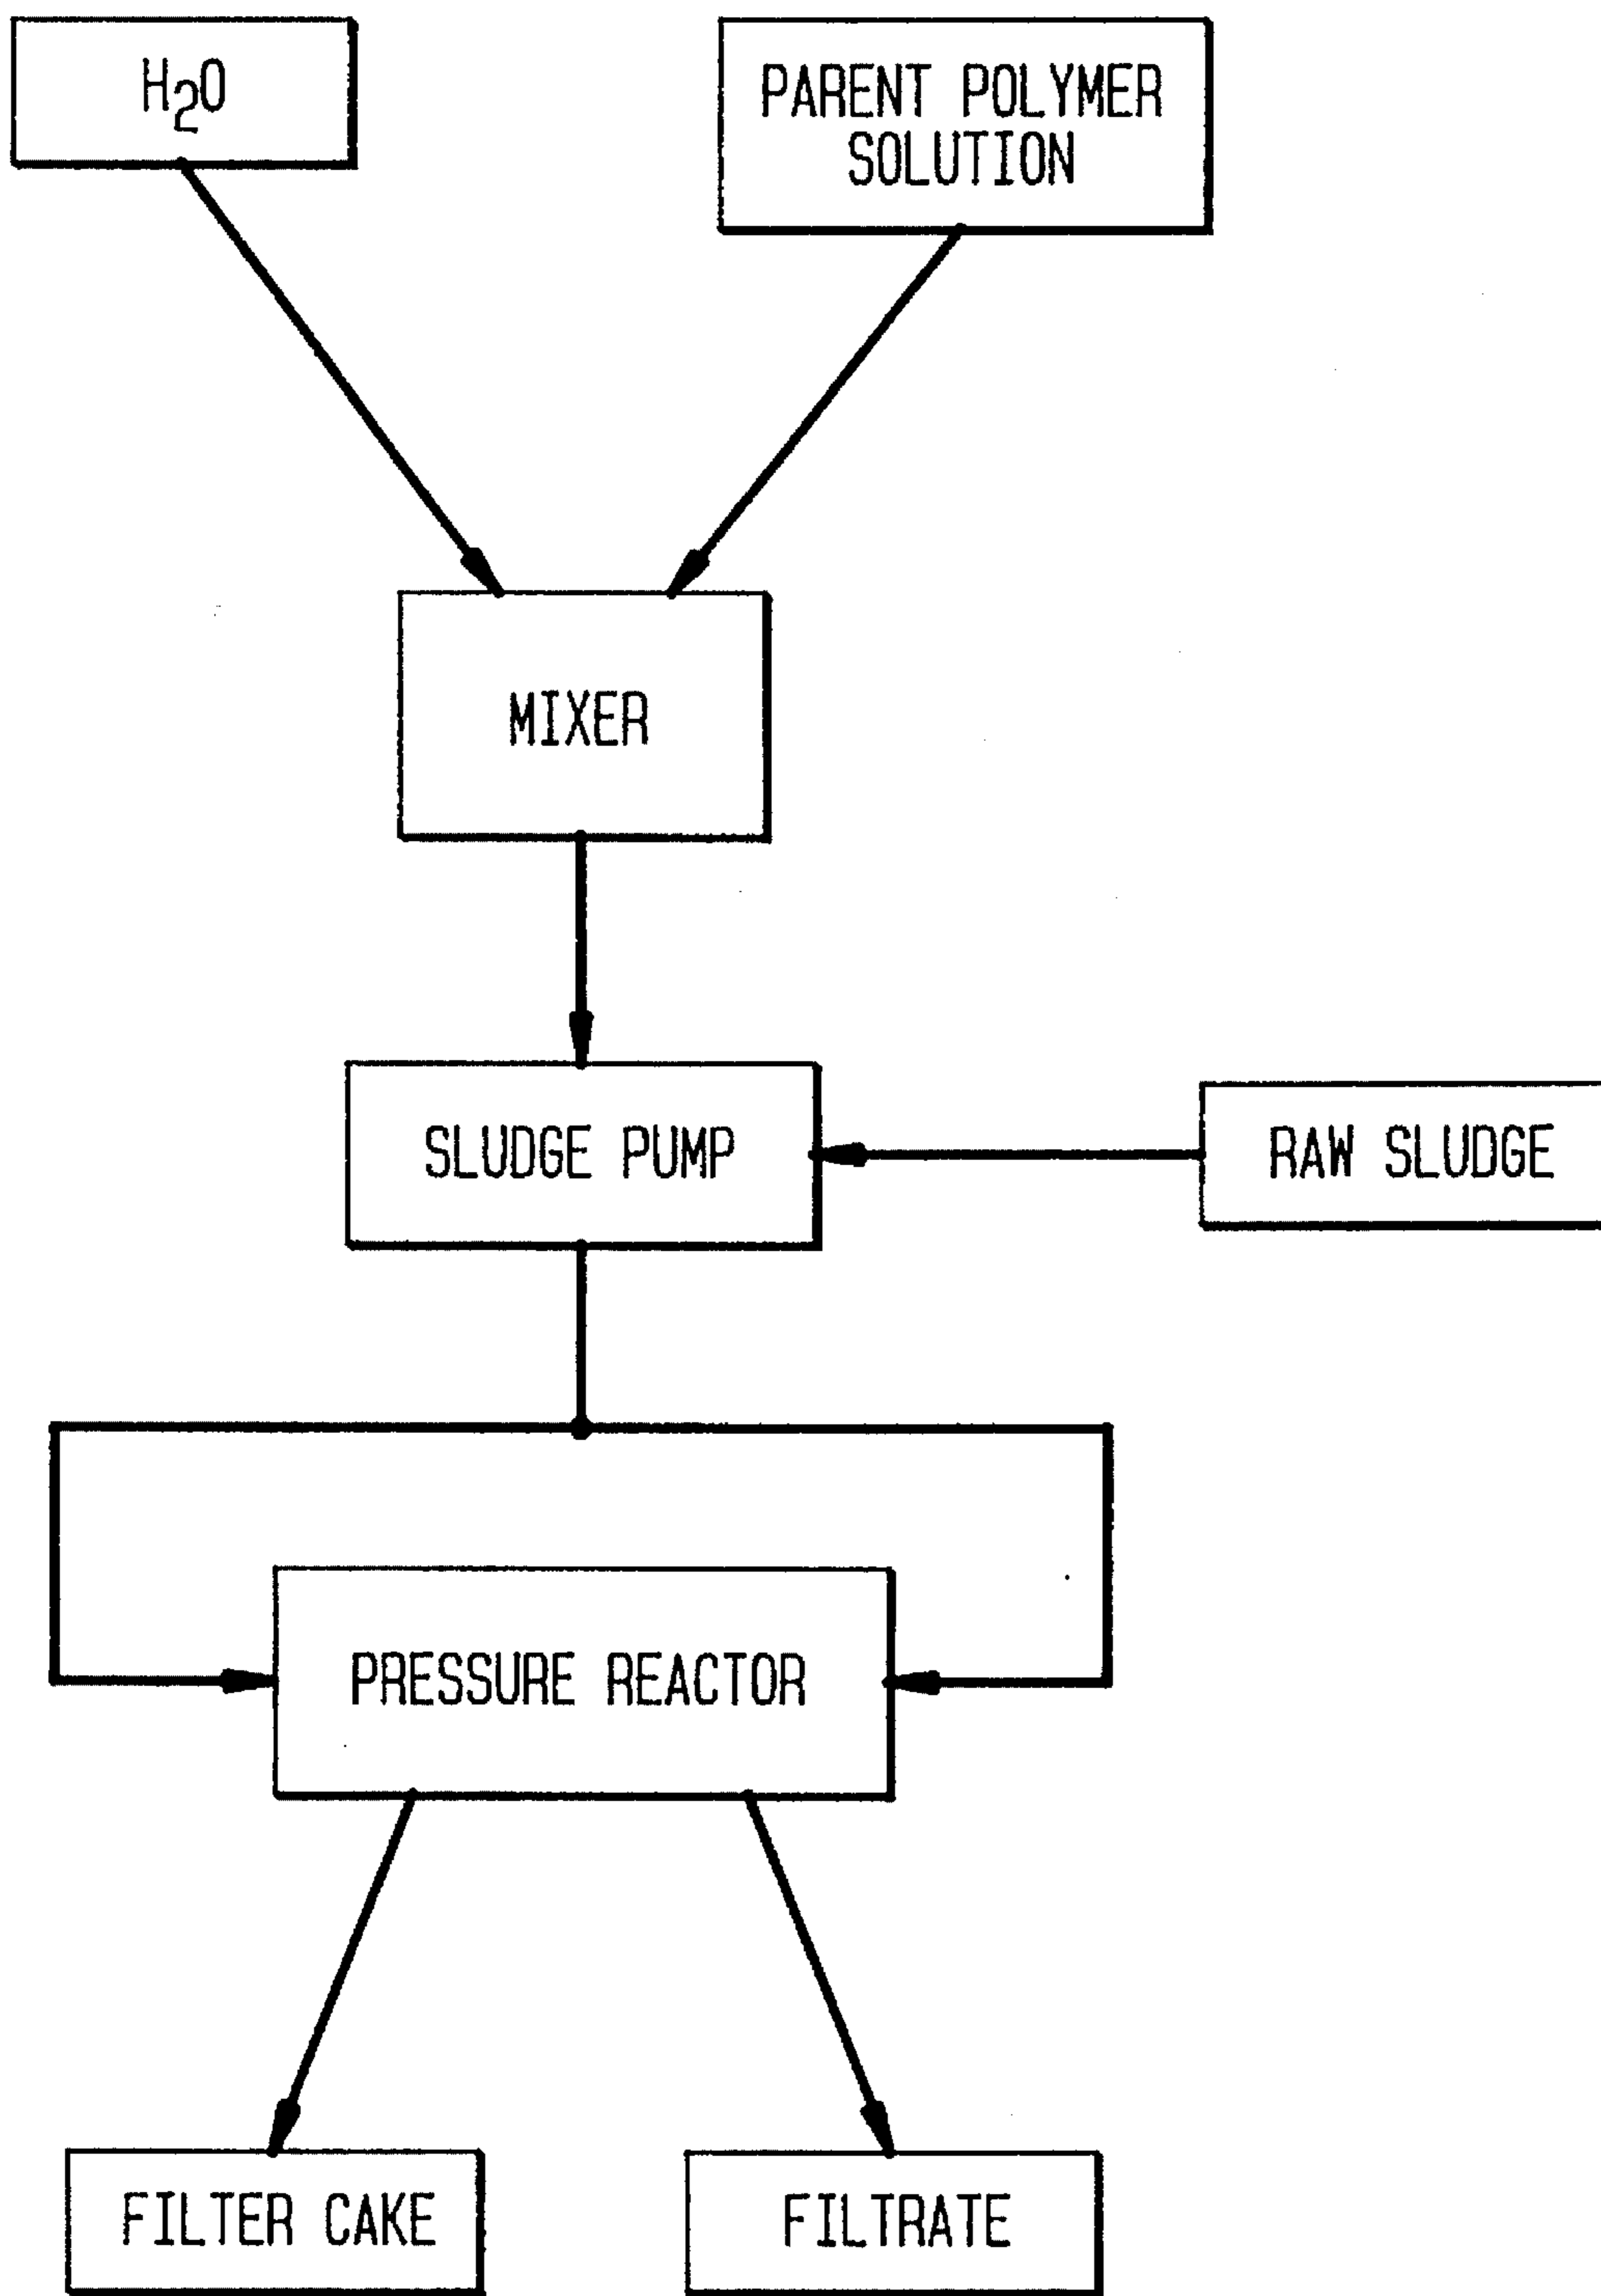 H₂O
PARENT POLYMER
SOLUTION
MIXER
SLUDGE PUMP
RAW SLUDGE
PRESSURE REACTOR
FILTER CAKE
FILTRATE